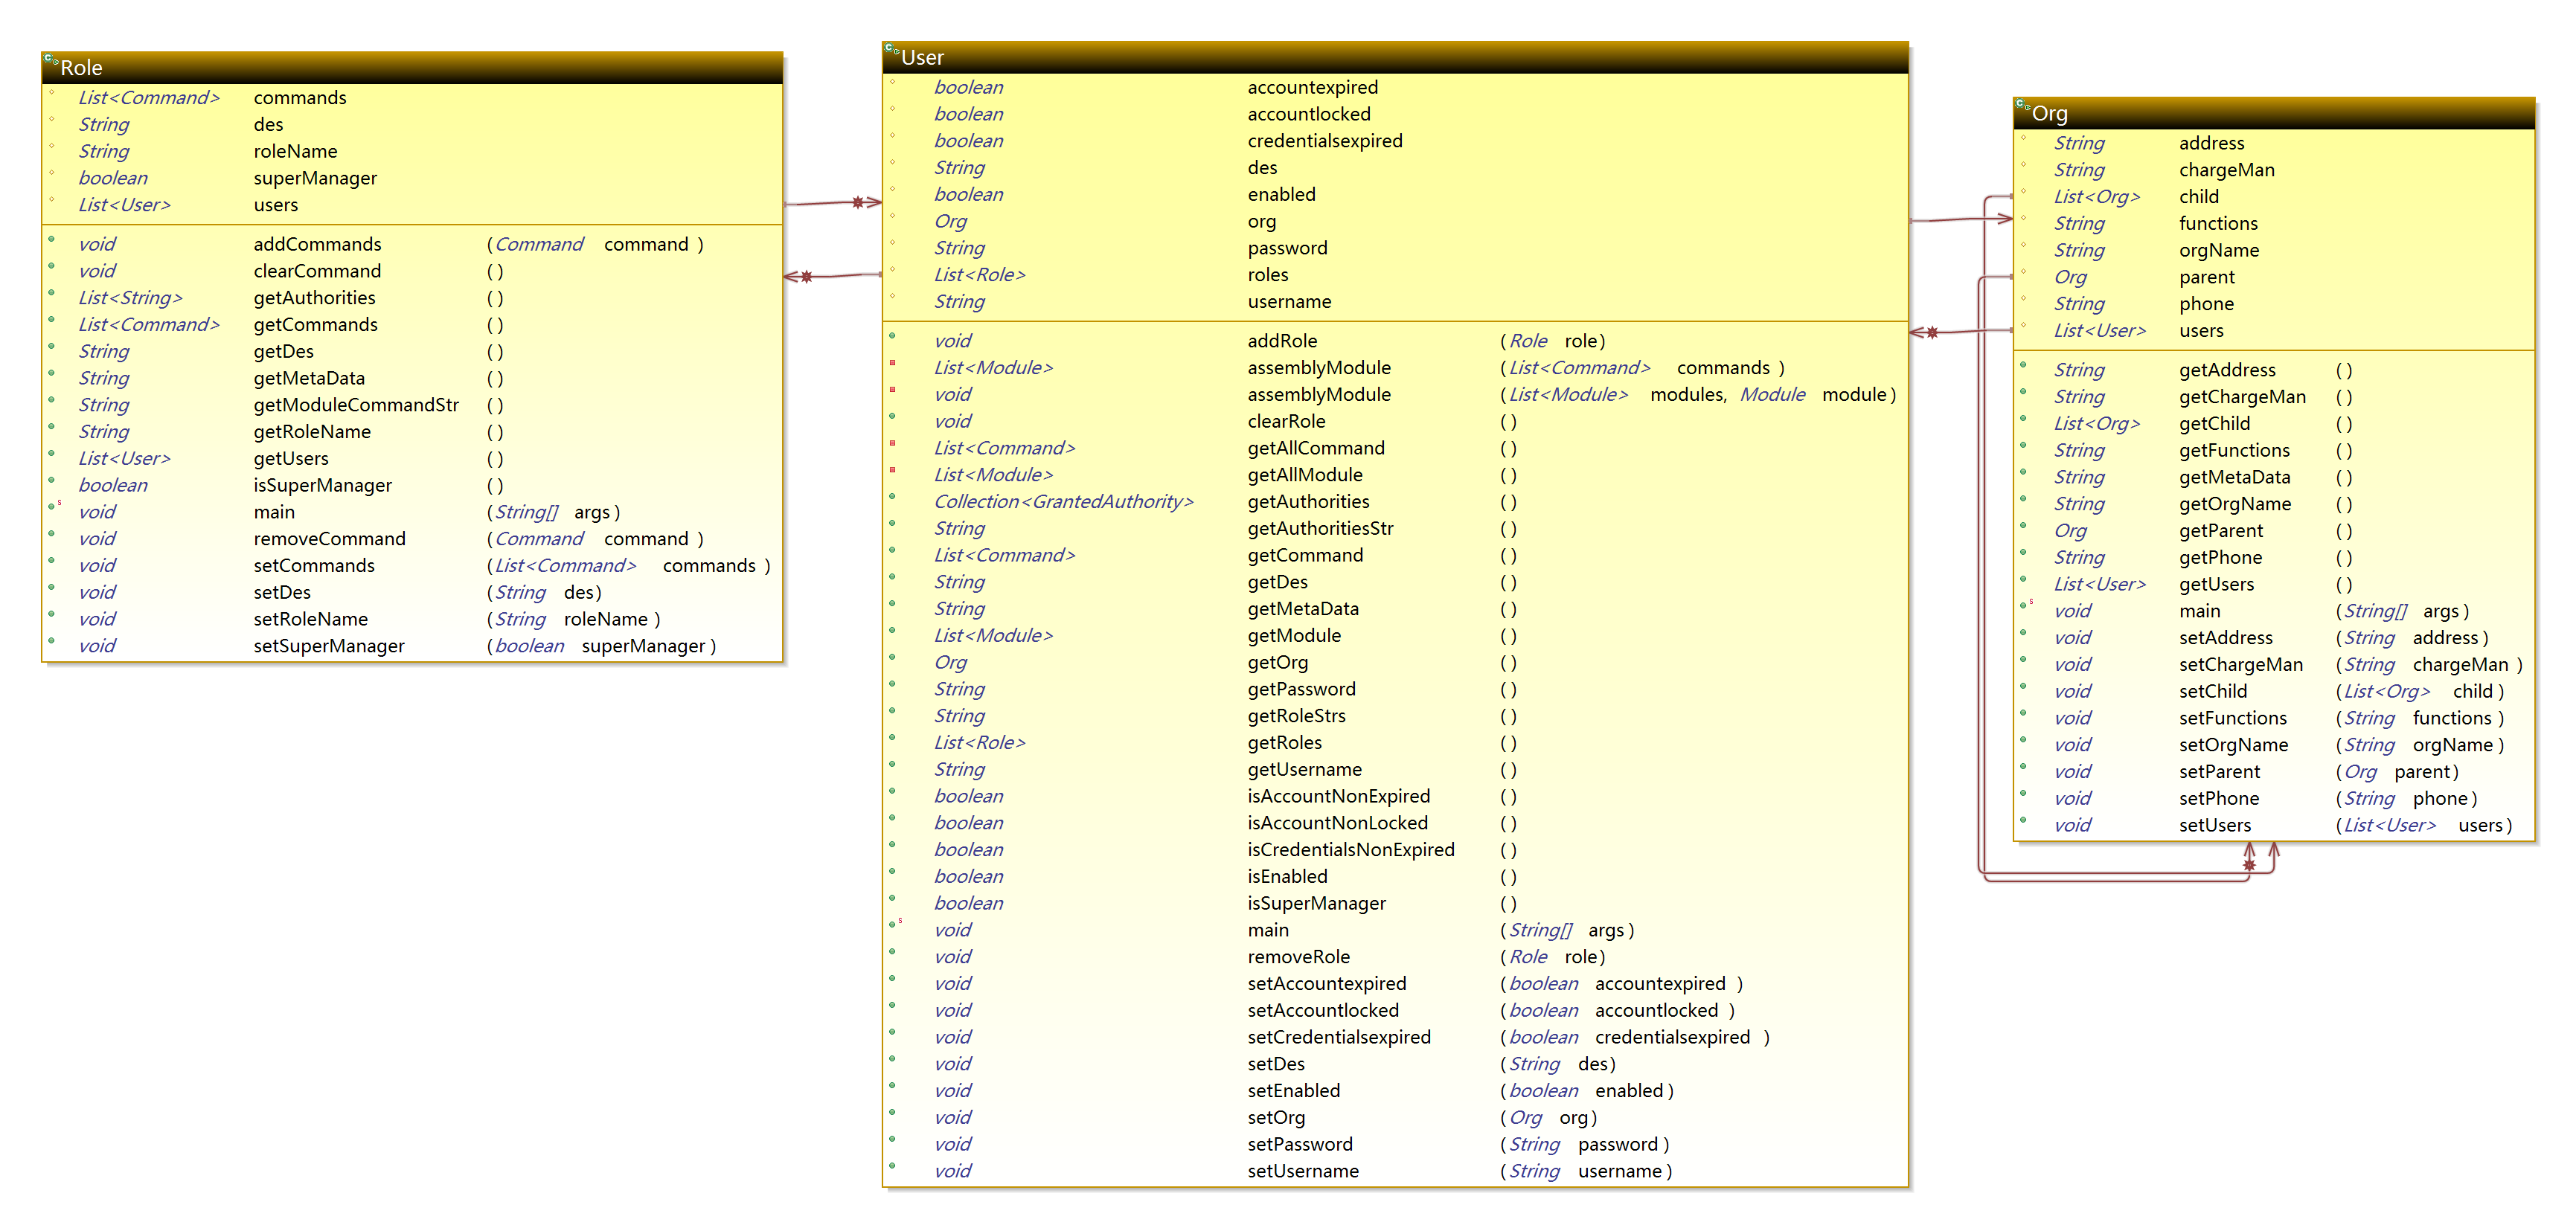 Role
List<Command> commands
String des
String roleName
boolean superManager
List<User> users
void addCommands (Command command)
void clearCommand ()
List<String> getAuthorities ()
List<Command> getCommands ()
String getDes ()
String getMetaData ()
String getModuleCommandStr ()
String getRoleName ()
List<User> getUsers ()
boolean isSuperManager ()
void main (String[] args)
void removeCommand (Command command)
void setCommands (List<Command> commands)
void setDes (String des)
void setRoleName (String roleName)
void setSuperManager (boolean superManager)
User
boolean accountexpired
boolean accountlocked
boolean credentialsexpired
String des
boolean enabled
Org org
String password
List<Role> roles
String username
void addRole (Role role)
List<Module> assemblyModule (List<Command> commands)
void assemblyModule (List<Module> modules, Module module)
void clearRole ()
List<Command> getAllCommand ()
List<Module> getAllModule ()
Collection<GrantedAuthority> getAuthorities ()
String getAuthoritiesStr ()
List<Command> getCommand ()
String getDes ()
String getMetaData ()
List<Module> getModule ()
Org getOrg ()
String getPassword ()
String getRoleStrs ()
List<Role> getRoles ()
String getUsername ()
boolean isAccountNonExpired ()
boolean isAccountNonLocked ()
boolean isCredentialsNonExpired ()
boolean isEnabled ()
boolean isSuperManager ()
void main (String[] args)
void removeRole (Role role)
void setAccountexpired (boolean accountexpired)
void setAccountlocked (boolean accountlocked)
void setCredentialsexpired (boolean credentialsexpired)
void setDes (String des)
void setEnabled (boolean enabled)
void setOrg (Org org)
void setPassword (String password)
void setUsername (String username)
Org
String address
String chargeMan
List<Org> child
String functions
String orgName
Org parent
String phone
List<User> users
String getAddress ()
String getChargeMan ()
List<Org> getChild ()
String getFunctions ()
String getMetaData ()
String getOrgName ()
Org getParent ()
String getPhone ()
List<User> getUsers ()
void main (String[] args)
void setAddress (String address)
void setChargeMan (String chargeMan)
void setChild (List<Org> child)
void setFunctions (String functions)
void setOrgName (String orgName)
void setParent (Org parent)
void setPhone (String phone)
void setUsers (List<User> users)